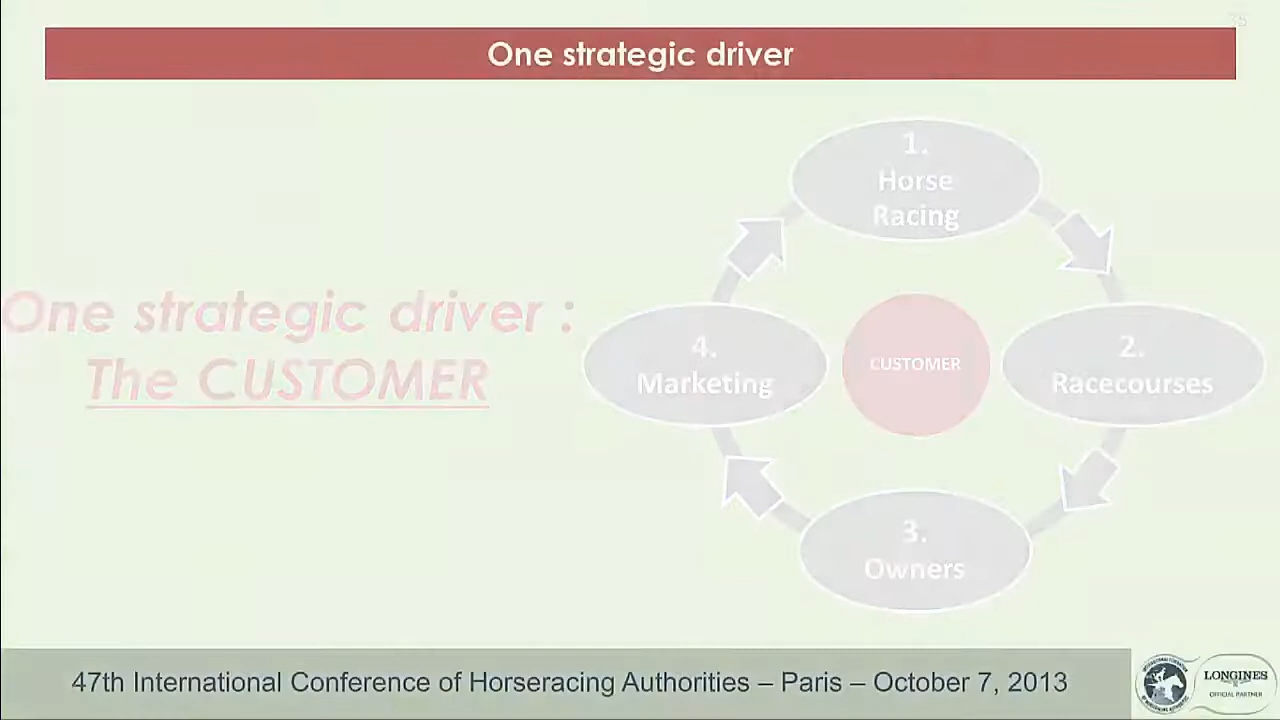 35
One strategic driver
One strategic driver :
The CUSTOMER
1.
Horse
Racing
2.
Racecourses
3.
Owners
4.
Marketing
CUSTOMER
47th International Conference of Horseracing Authorities – Paris – October 7, 2013
LONGINES
OFFICIAL PARTNER